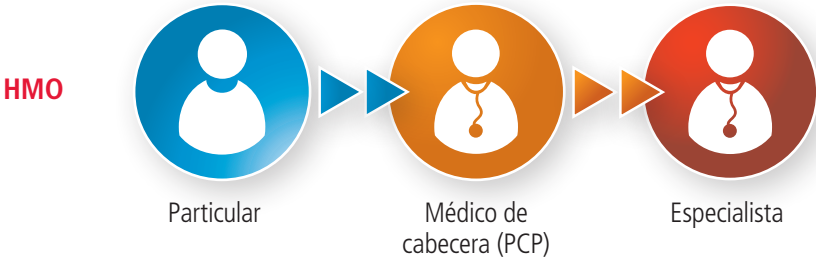 HMO
Particular
Médico de
cabecera (PCP)
Especialista